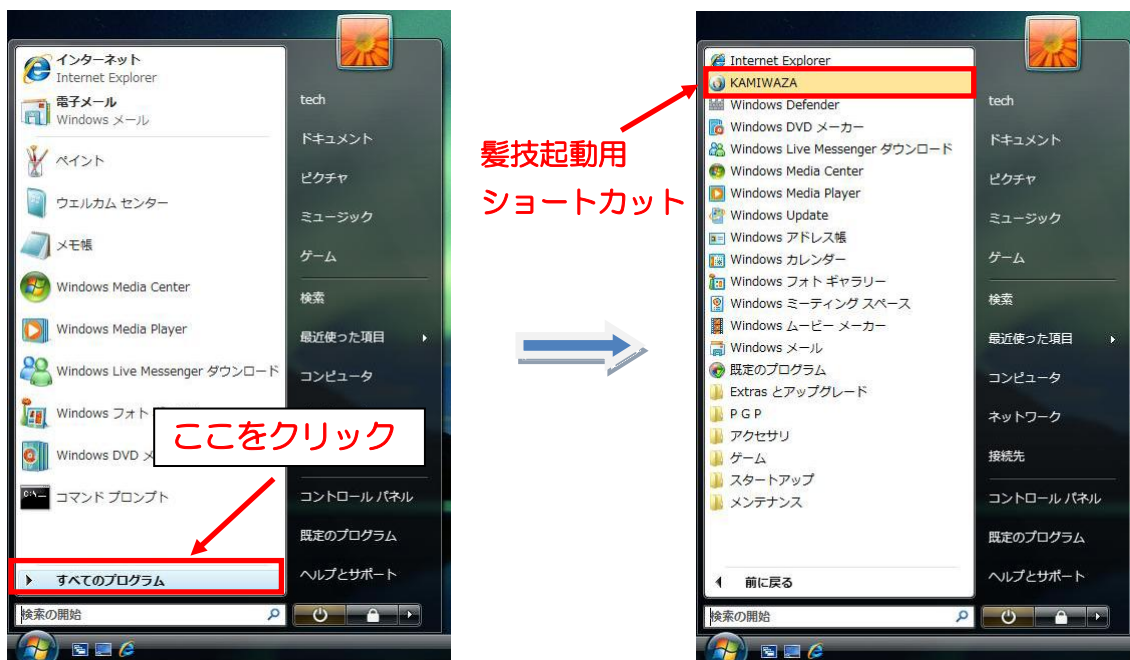 インターネット
Internet Explorer
電子メール
Windows メール
ペイント
ウェルカム センター
メモ帳
Windows Media Center
Windows Media Player
Windows Live Messenger ダウンロード
Windows フォト
Windows DVD
コマンド プロンプト
すべてのプログラム
検索の開始
tech
ドキュメント
ピクチャ
ミュージック
ゲーム
検索
最近使った項目
コンピュータ
コントロール パネル
既定のプログラム
ヘルプとサポート
ここをクリック
髪技起動用
ショートカット
Internet Explorer
KAMIWAZA
Windows Defender
Windows DVD メーカー
Windows Live Messenger ダウンロード
Windows Media Center
Windows Media Player
Windows Update
Windows アドレス帳
Windows カレンダー
Windows フォト ギャラリー
Windows ミーティング スペース
Windows ムービー メーカー
Windows メール
既定のプログラム
Extras とアップグレード
P G P
アクセサリ
ゲーム
スタートアップ
メンテナンス
前に戻る
検索の開始
tech
ドキュメント
ピクチャ
ミュージック
ゲーム
検索
最近使った項目
コンピュータ
ネットワーク
接続先
コントロール パネル
既定のプログラム
ヘルプとサポート